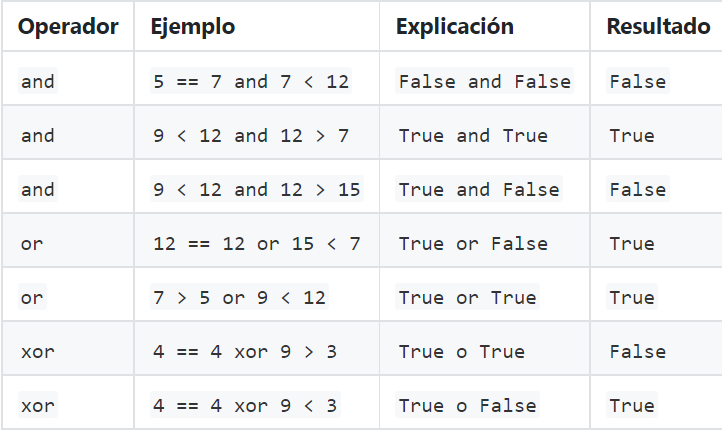 Operador Ejemplo Explicación Resultado
and 5 == 7 and 7 < 12 False and False False
and 9 < 12 and 12 > 7 True and True True
and 9 < 12 and 12 > 15 True and False False
or 12 == 12 or 15 < 7 True or False True
or 7 > 5 or 9 < 12 True or True True
xor 4 == 4 xor 9 > 3 True o True False
xor 4 == 4 xor 9 < 3 True o False True